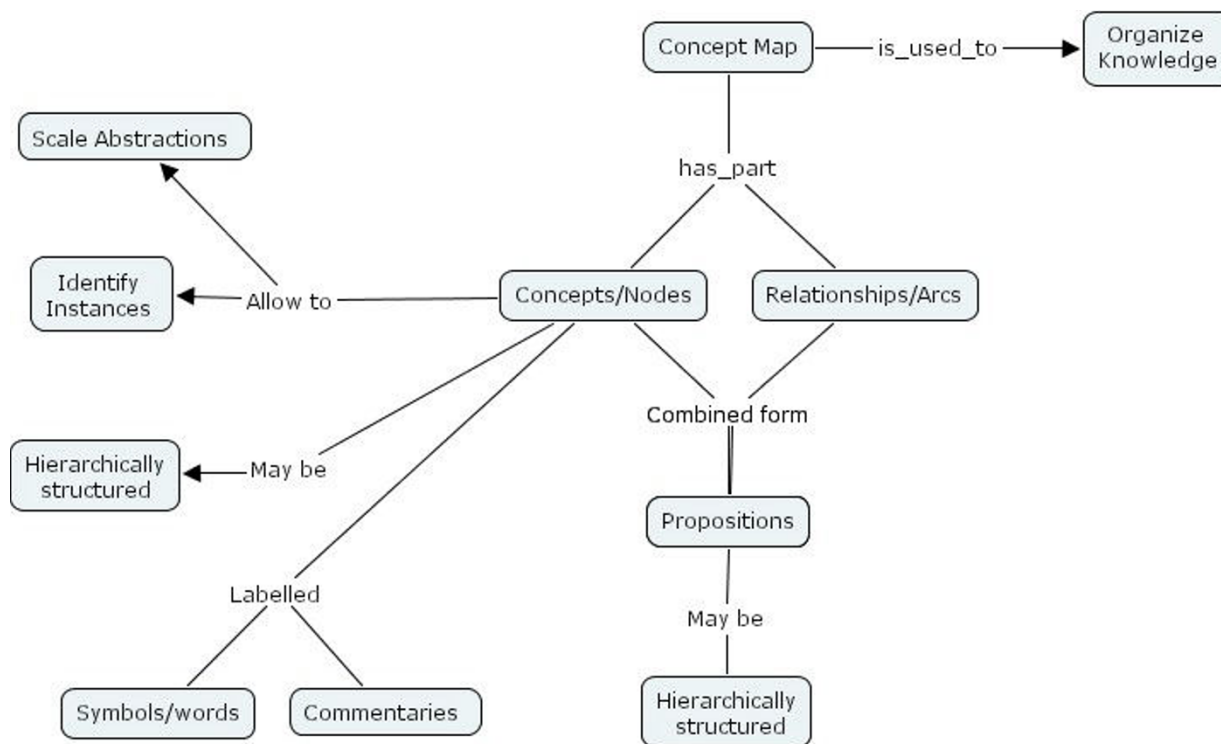 Concept Map
is_used_to
Organize
Knowledge
Scale Abstractions
has_part
Identify
Instances
Allow to
Concepts/Nodes
Relationships/Arcs
Combined form
Hierarchically
structured
May be
Propositions
Labelled
May be
Symbols/words
Commentaries
Hierarchically
structured